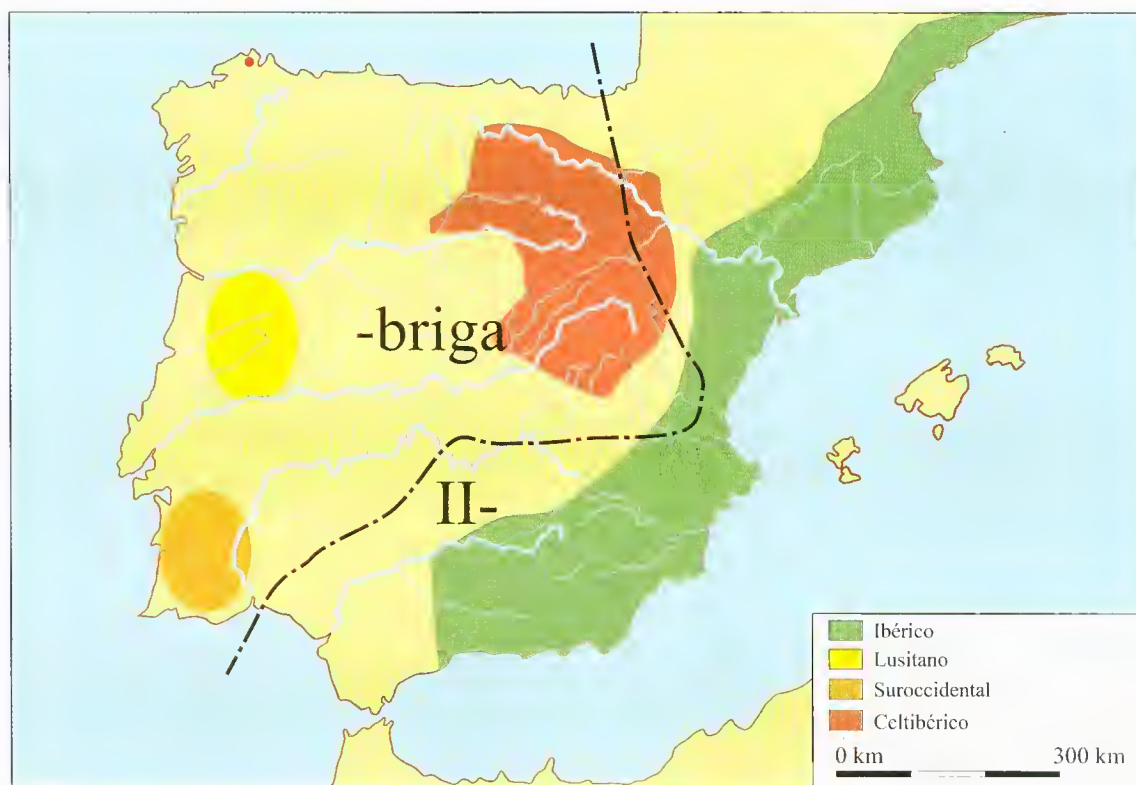 -briga
II-
Ibérico
Lusitano
Suroccidental
Celtibérico
0 km 300 km